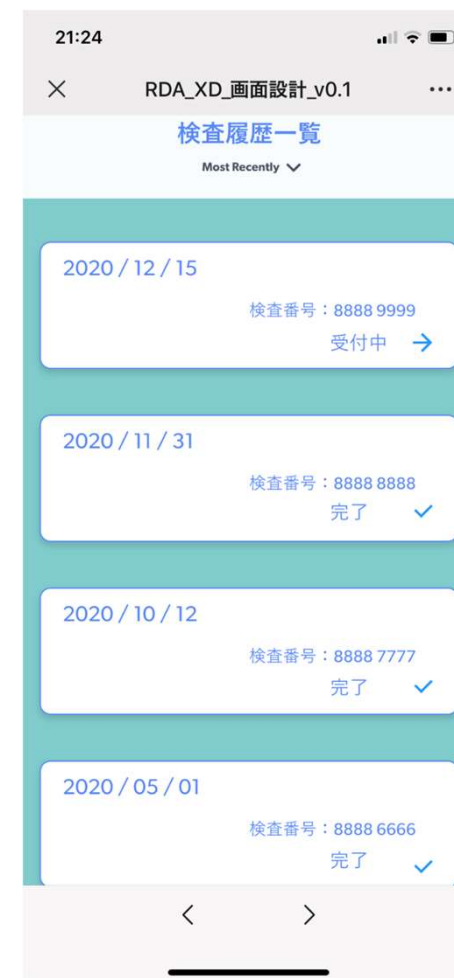 21:24
RDA_XD_画面設計_v0.1
検査履歴一覧
Most Recently
2020 / 12 / 15
検査番号：8888 9999
受付中
2020 / 11 / 31
検査番号：8888 8888
完了
2020 / 10 / 12
検査番号：8888 7777
完了
2020 / 05 / 01
検査番号：8888 6666
完了